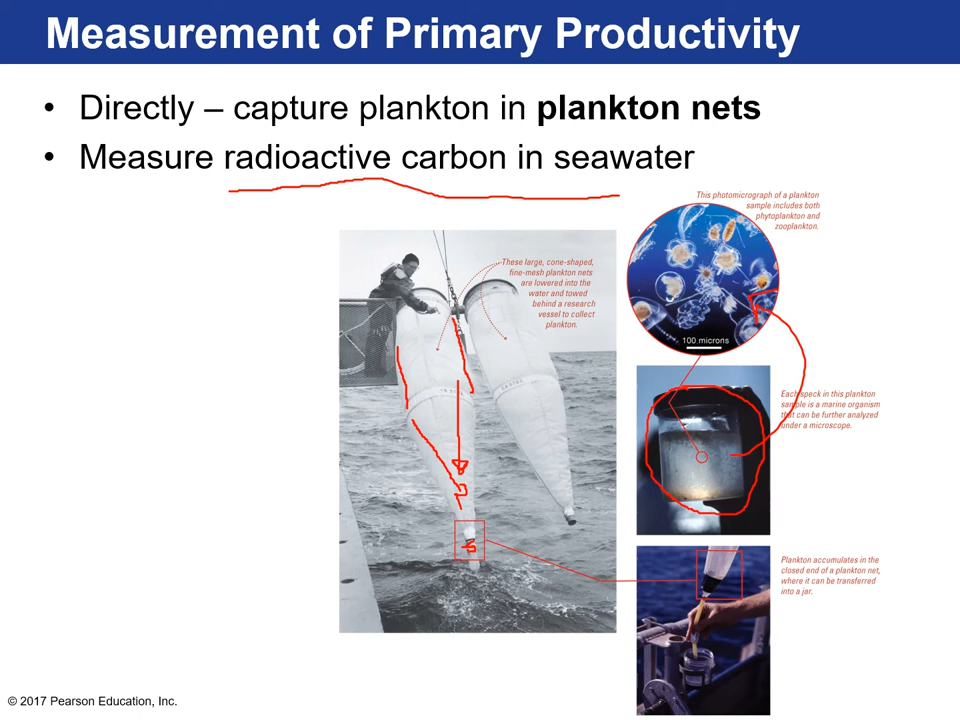 Measurement of Primary Productivity
• Directly – capture plankton in plankton nets
• Measure radioactive carbon in seawater
This photomicrograph of a plankton
sample includes both
phytoplankton and
zooplankton.
These large, cone-shaped,
fine-mesh plankton nets
are lowered into the
water and towed
behind a research
vessel to collect
plankton.
100 microns
Each speck in this plankton
sample is a marine organism
that can be further analyzed
under a microscope.
Plankton accumulates in the
closed end of a plankton net,
where it can be transferred
into a jar.
© 2017 Pearson Education, Inc.